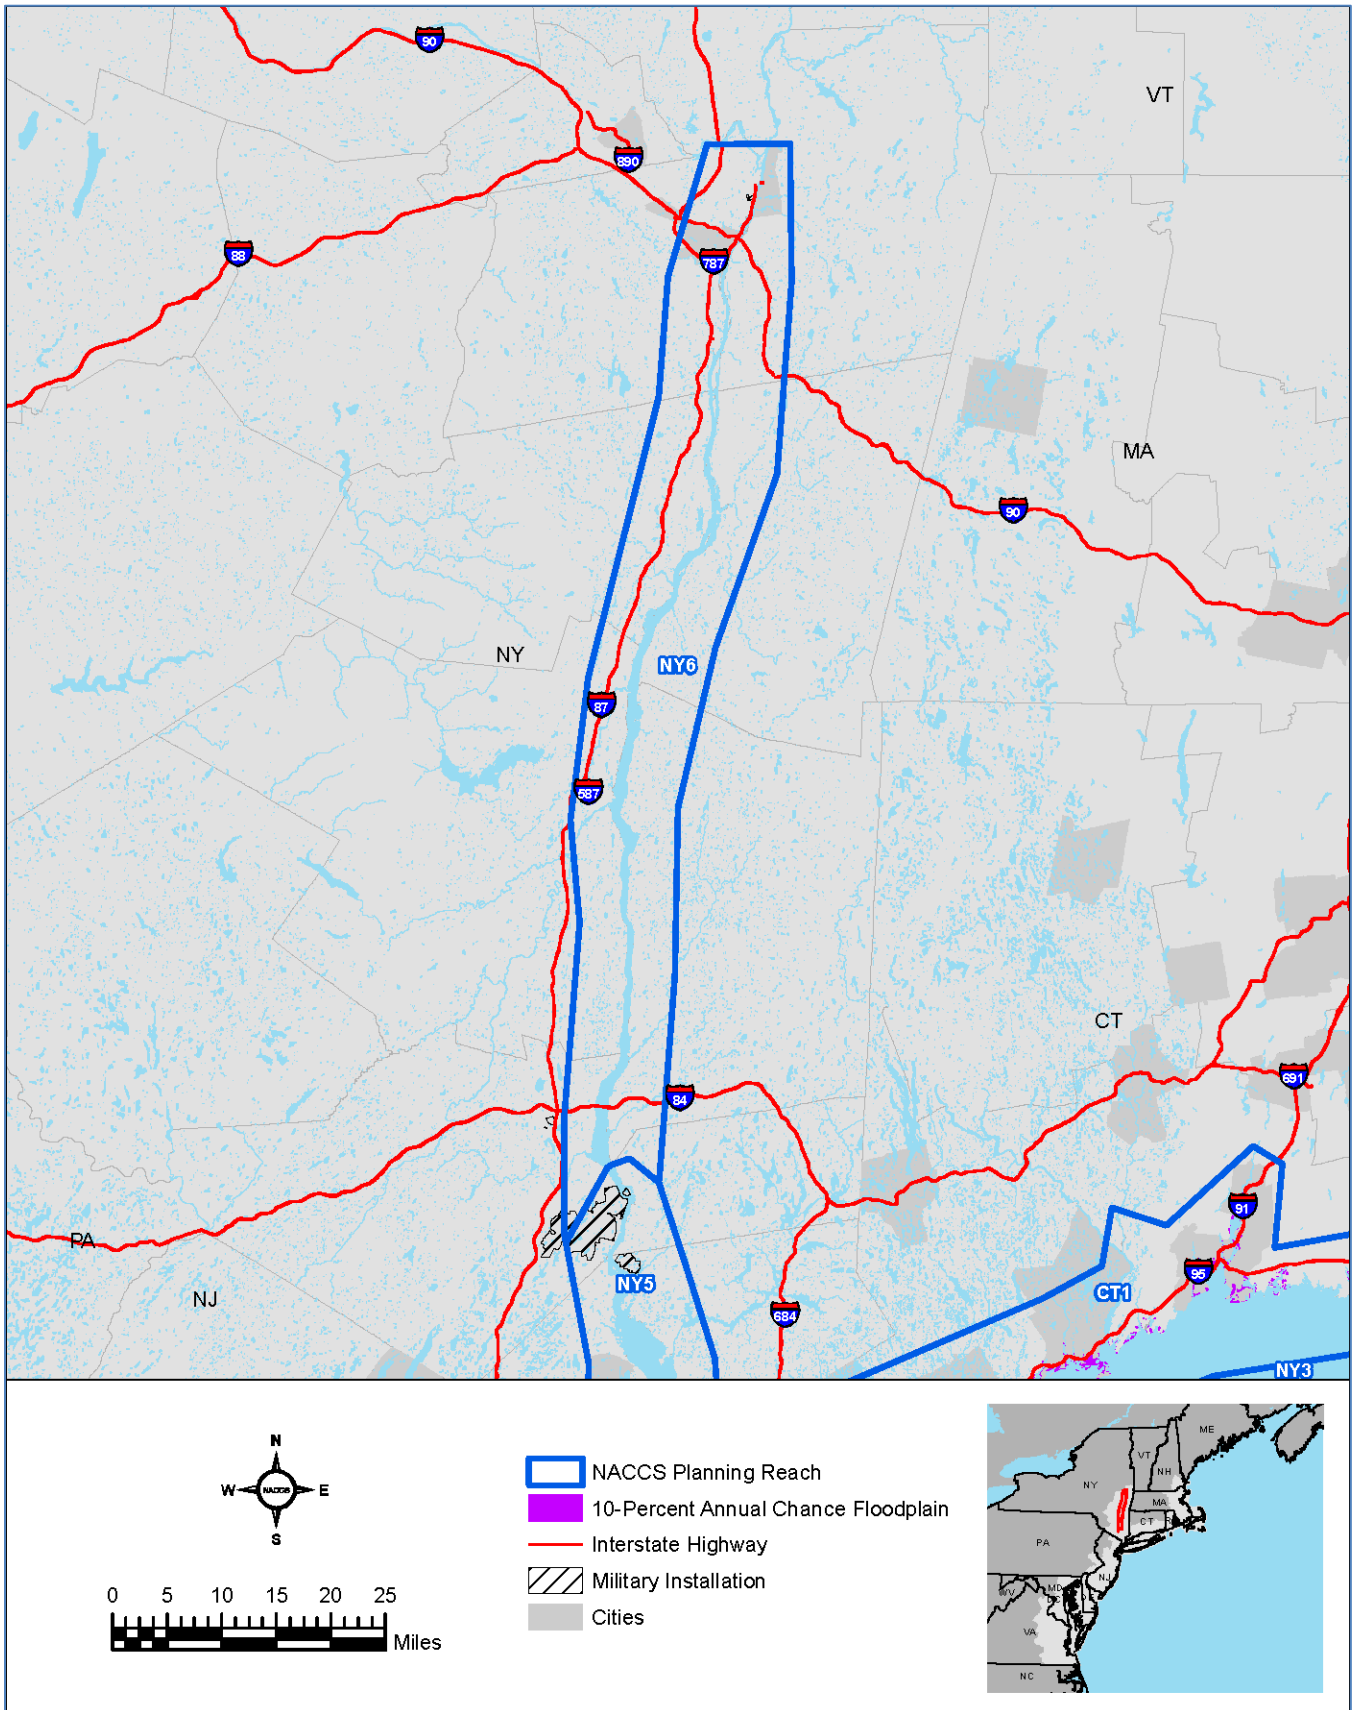 90
VT
890
88
787
MA
90
NY
NY6
87
587
CT
84
691
91
PA
95
NY5
NJ
CT1
684
NY3
N
W
NACCS
E
S
0 5 10 15 20 25
Miles
NACCS Planning Reach
10-Percent Annual Chance Floodplain
Interstate Highway
Military Installation
Cities
ME
VT
NH
NY
MA
CT
PA
NJ
MD
WV
VA
NC